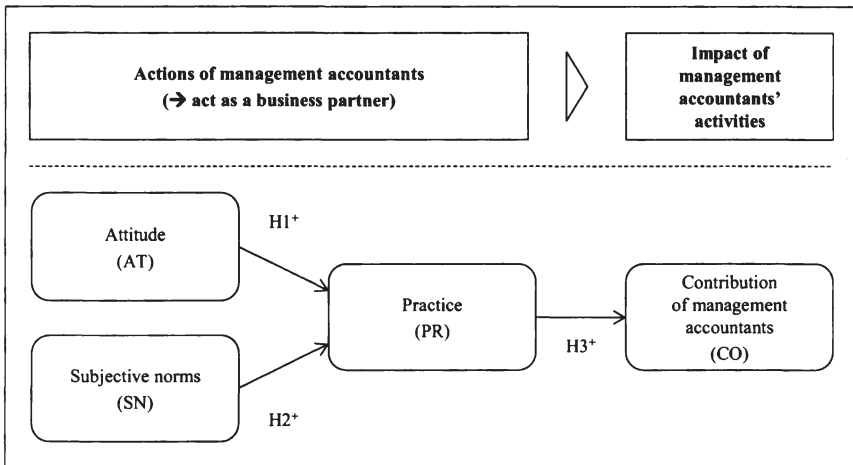 Actions of management accountants
(→ act as a business partner)
Impact of
management
accountants'
activities
Attitude
(AT)
H1⁺
Subjective norms
(SN)
H2⁺
Practice
(PR)
H3⁺
Contribution
of management
accountants
(CO)